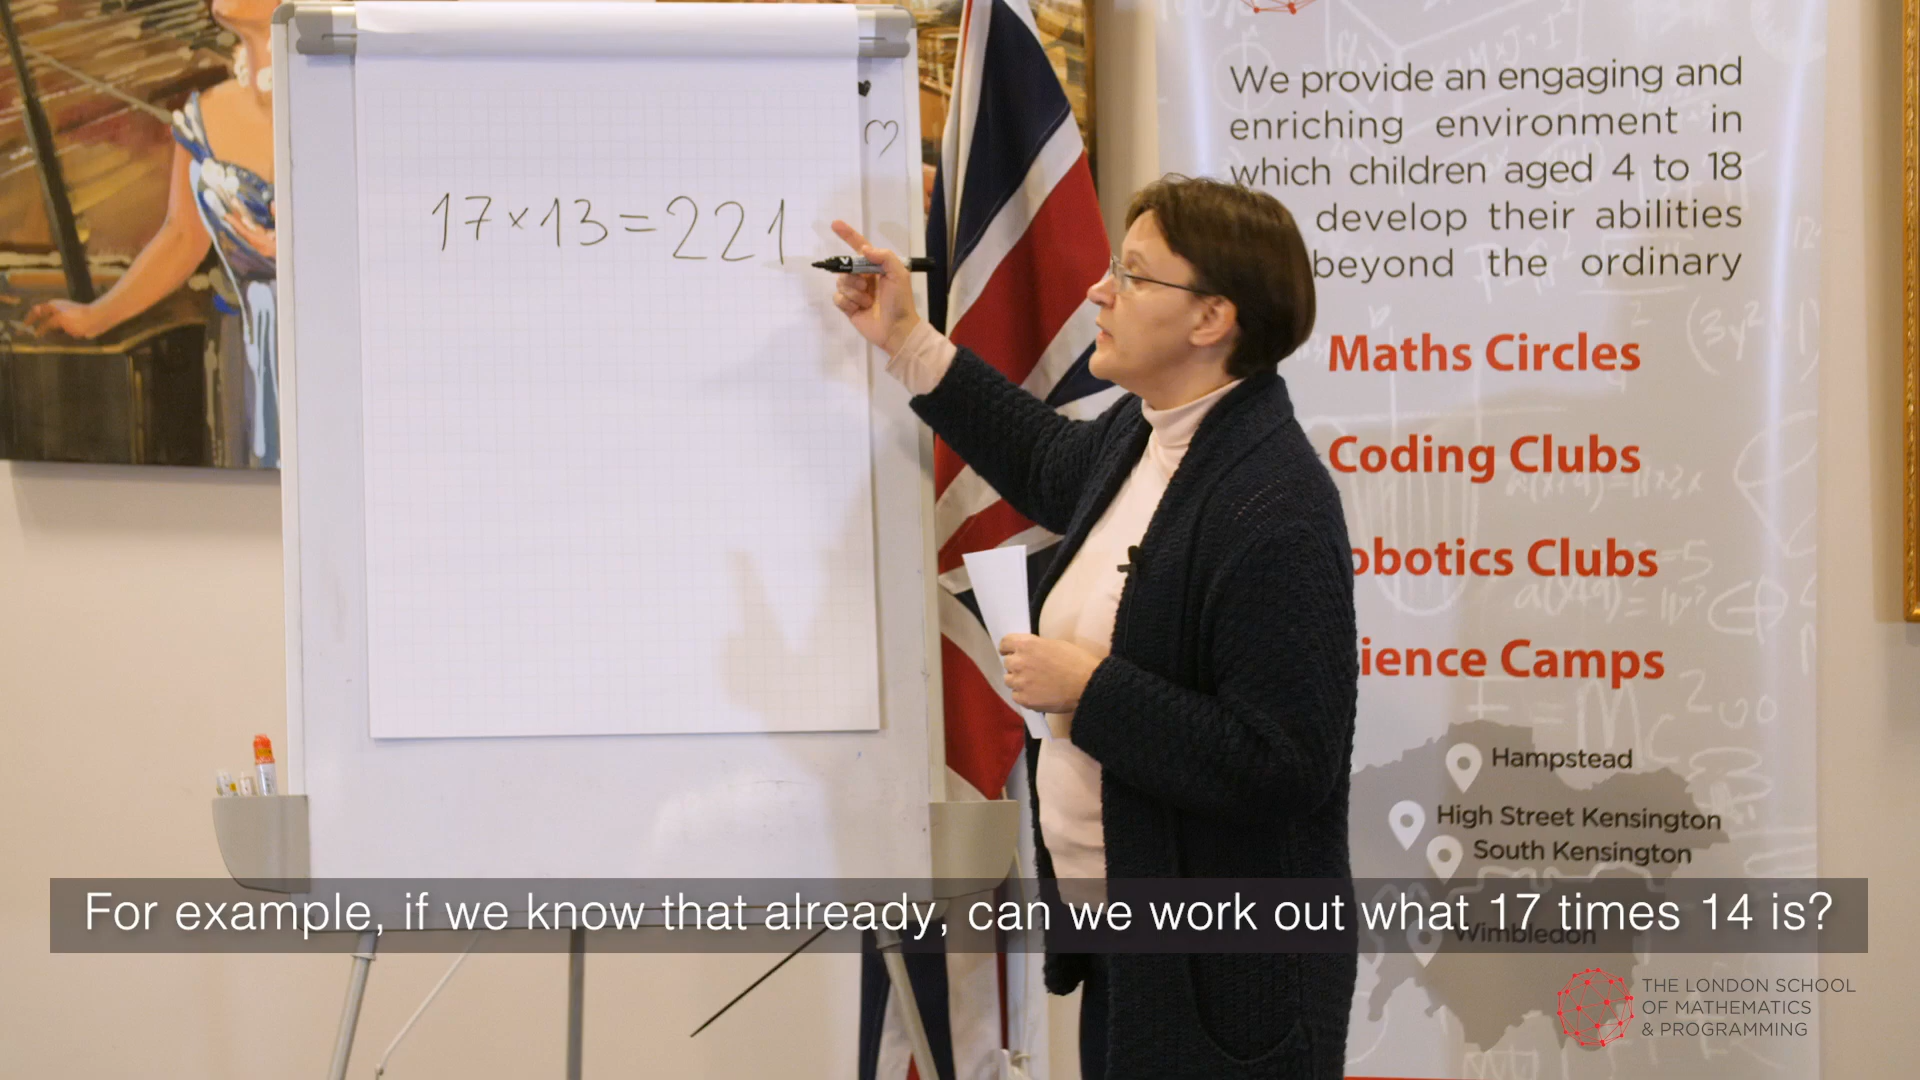 17×13=221
We provide an engaging and
enriching environment in
which children aged 4 to 18
develop their abilities
beyond the ordinary
Maths Circles
Coding Clubs
obotics Clubs
ience Camps
Hampstead
High Street Kensington
South Kensington
Wimbledon
For example, if we know that already, can we work out what 17 times 14 is?
THE LONDON SCHOOL
OF MATHEMATICS
& PROGRAMMING